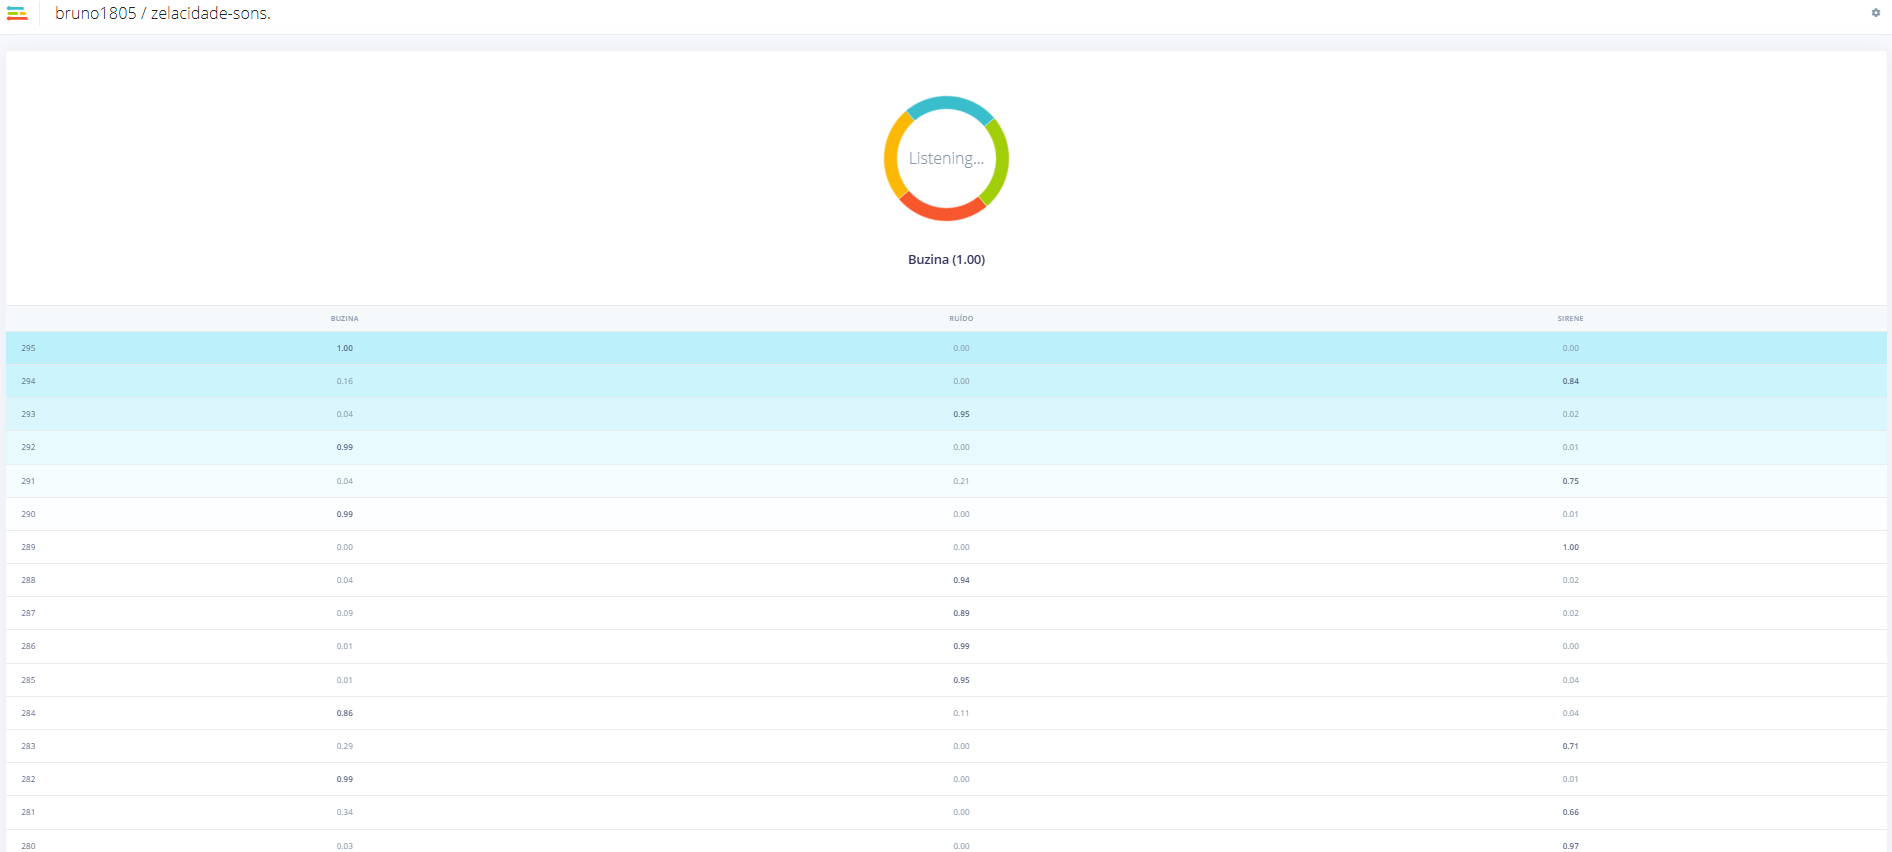 bruno1805 / zelacidade-sons.
Listening...
Buzina (1.00)
BUZINA RUÍDO SIRENE
295 1.00 0.00 0.00
294 0.16 0.00 0.84
293 0.04 0.95 0.02
292 0.99 0.00 0.01
291 0.04 0.21 0.75
290 0.99 0.00 0.01
289 0.00 0.00 1.00
288 0.04 0.94 0.02
287 0.09 0.89 0.02
286 0.01 0.99 0.00
285 0.01 0.95 0.04
284 0.86 0.11 0.04
283 0.29 0.00 0.71
282 0.99 0.00 0.01
281 0.34 0.00 0.66
280 0.03 0.00 0.97